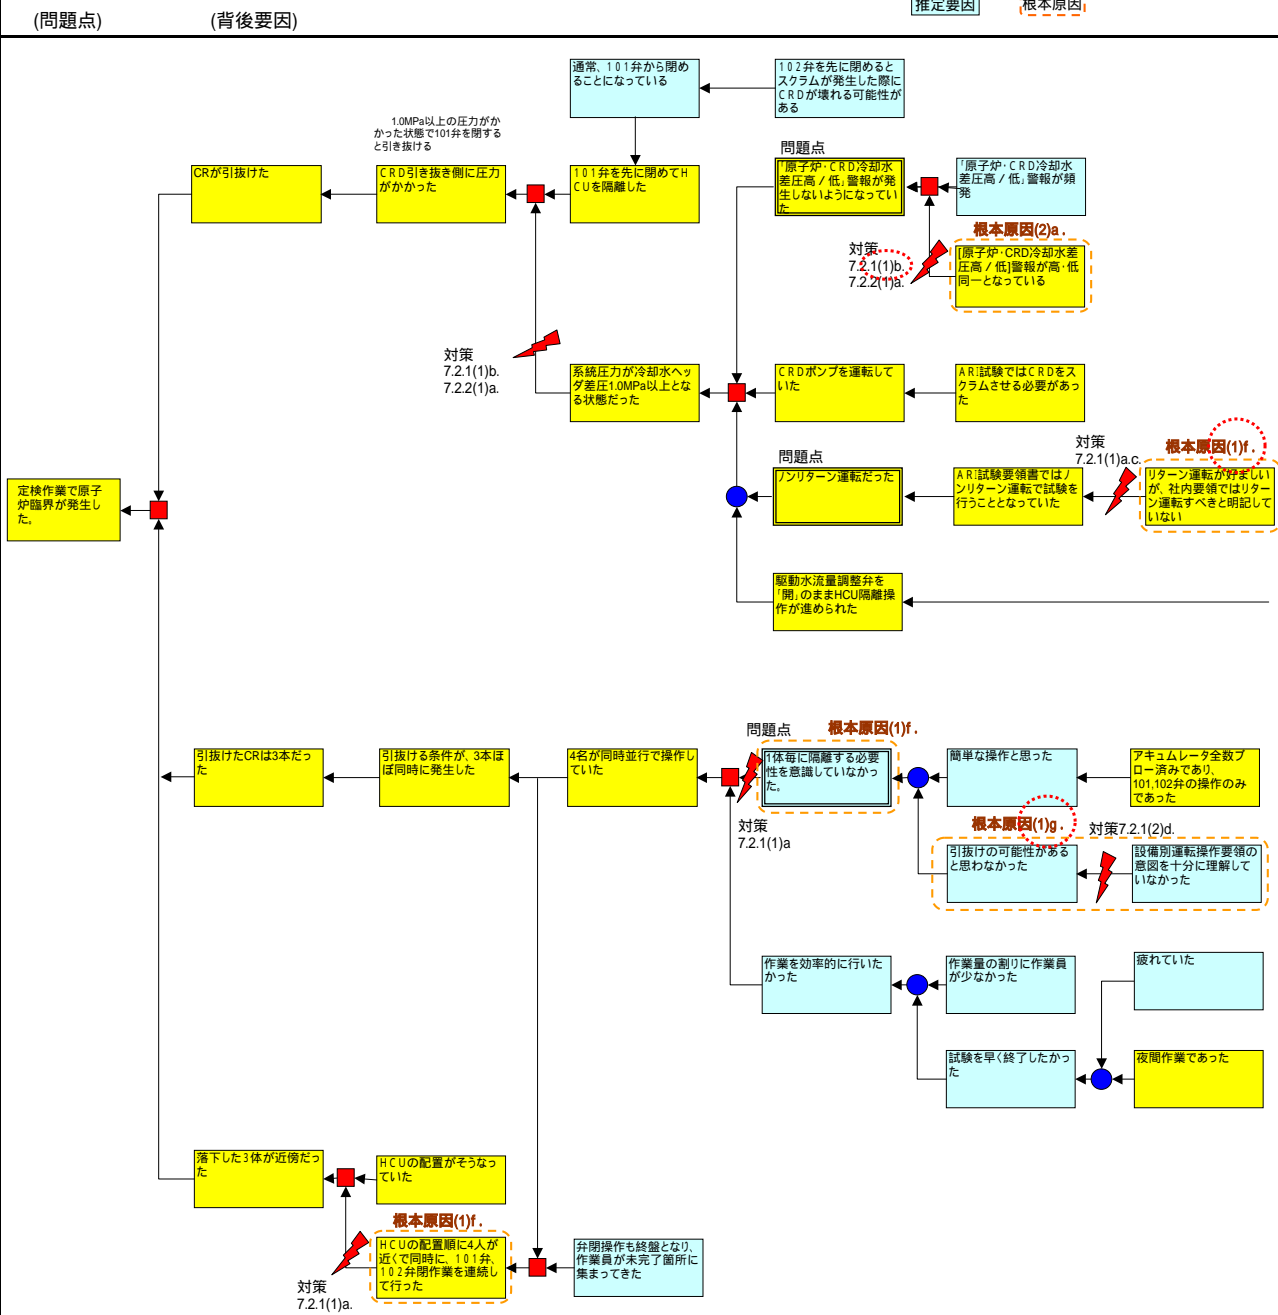 推定要因
根本原因
(問題点)
(背後要因)
通常、101弁から閉め
ることになっている
102弁を先に閉めると
スクラムが発生した際に
CRDが壊れる可能性が
ある
1.0MPa以上の圧力がか
かった状態で101弁を閉する
と引き抜ける
CRが引抜けた
CRD引き抜き側に圧力
がかかった
101弁を先に閉めてH
CUを隔離した
問題点
「原子炉・CRD冷却水
差圧高/低」警報が発
生しないようになってい
た
「原子炉・CRD冷却水
差圧高/低」警報が頻
発
根本原因(2)a.
対策
7.2.1(1)b.
7.2.2(1)a.
[原子炉・CRD冷却水差
圧高/低]警報が高・低
同一となっている
対策
7.2.1(1)b.
7.2.2(1)a.
系統圧力が冷却水ヘッ
ダ差圧1.0MPa以上とな
る状態だった
CRDポンプを運転して
いた
ARI試験ではCRDをス
クラムさせる必要があっ
た
対策
7.2.1(1)a.c.
根本原因(1)f.
問題点
ノンリターン運転だった
ARI試験要領書ではノ
ンリターン運転で試験を
行うこととなっていた
リターン運転が好ましい
が、社内要領ではリター
ン運転すべきと明記して
いない
定検作業で原子
炉臨界が発生し
た。
駆動水流量調整弁を
「開」のままHCU隔離操
作が進められた
引抜けたCRは3本だっ
た
引抜ける条件が、3本ほ
ぼ同時に発生した
4名が同時並行で操作し
ていた
問題点
根本原因(1)f.
1体毎に隔離する必要
性を意識していなかっ
た。
簡単な操作と思った
アキュムレータ全数ブ
ロー済みであり、
101,102弁の操作のみ
であった
対策
7.2.1(1)a
根本原因(1)g.
対策7.2.1(2)d.
引抜けの可能性がある
と思わなかった
設備別運転操作要領の
意図を十分に理解して
いなかった
作業を効率的に行いた
かった
作業量の割りに作業員
が少なかった
疲れていた
試験を早く終了したかっ
た
夜間作業であった
落下した3体が近傍だっ
た
HCUの配置がそうなっ
ていた
根本原因(1)f.
HCUの配置順に4人が
近くで同時に、101弁、
102弁閉作業を連続し
て行った
弁閉操作も終盤となり、
作業員が未完了箇所に
集まってきた
対策
7.2.1(1)a.